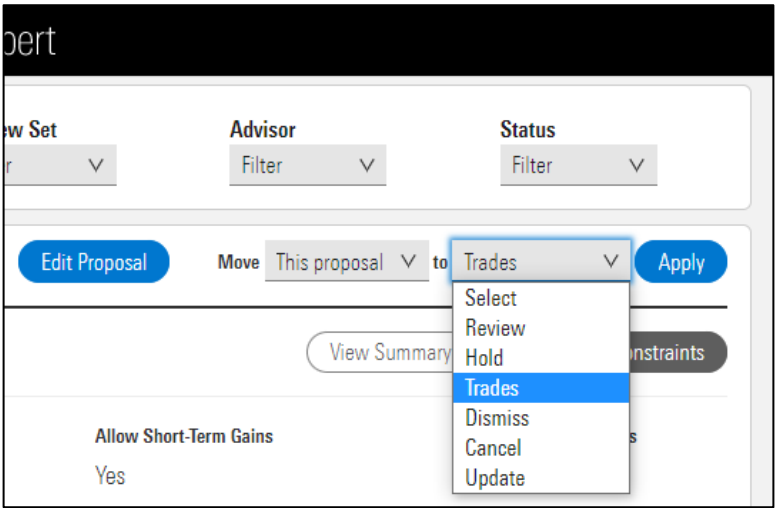 pert
ew Set Advisor Status
r Filter Filter
Edit Proposal Move This proposal to Trades Apply
Select
Review
View Summary Hold nstraints
Trades
Dismiss
Allow Short-Term Gains s
Cancel
Yes Update